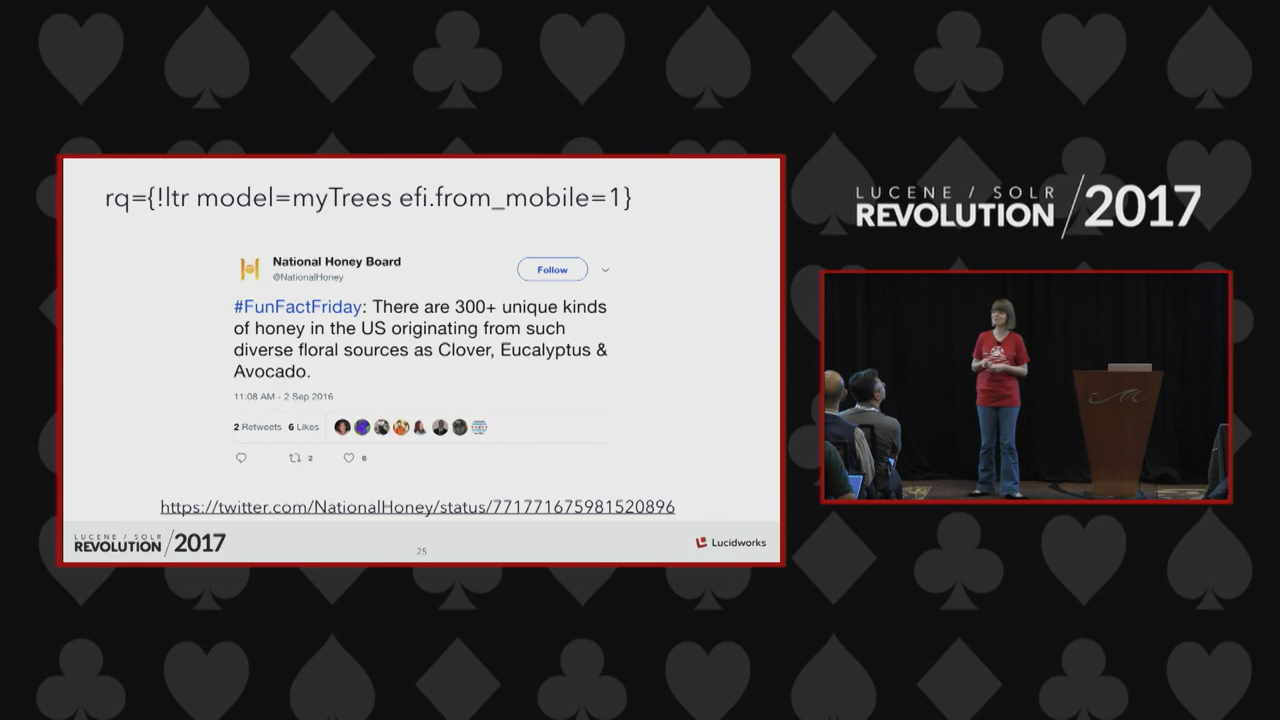 rq={!ltr model=myTrees efi.from_mobile=1}
National Honey Board
@NationalHoney
Follow
#FunFactFriday: There are 300+ unique kinds
of honey in the US originating from such
diverse floral sources as Clover, Eucalyptus &
Avocado.
11:08 AM - 2 Sep 2016
2 Retweets 6 Likes
2 6
https://twitter.com/NationalHoney/status/771771675981520896
LUCENE / SOLR
REVOLUTION /2017
25
Lucidworks
LUCENE / SOLR
REVOLUTION /2017